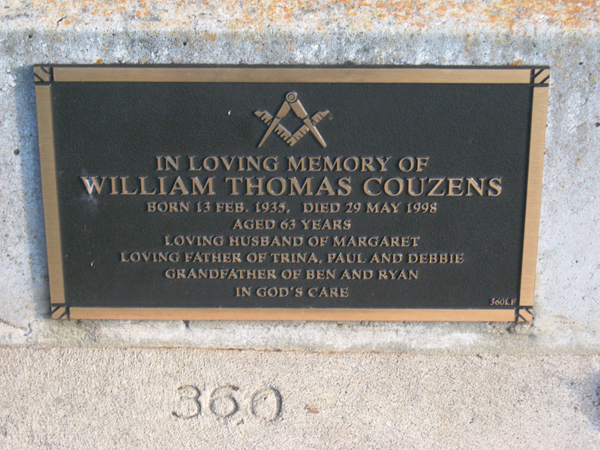 IN LOVING MEMORY OF
WILLIAM THOMAS COUZENS
BORN 13 FEB. 1935, DIED 29 MAY 1998
AGED 63 YEARS
LOVING HUSBAND OF MARGARET
LOVING FATHER OF TRINA, PAUL AND DEBBIE
GRANDFATHER OF BEN AND RYAN
IN GOD'S CARE
360LF
360